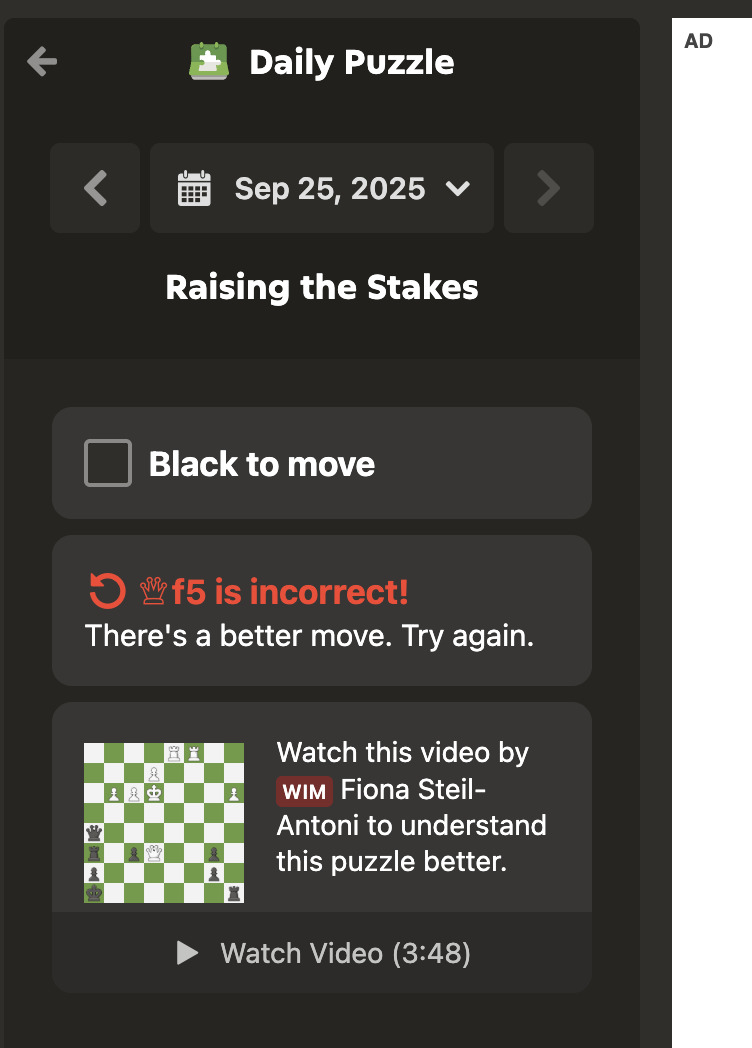 Daily Puzzle
AD
Sep 25, 2025
Raising the Stakes
Black to move
♕f5 is incorrect!
There's a better move. Try again.
Watch this video by
WIM Fiona Steil-
Antoni to understand
this puzzle better.
Watch Video (3:48)